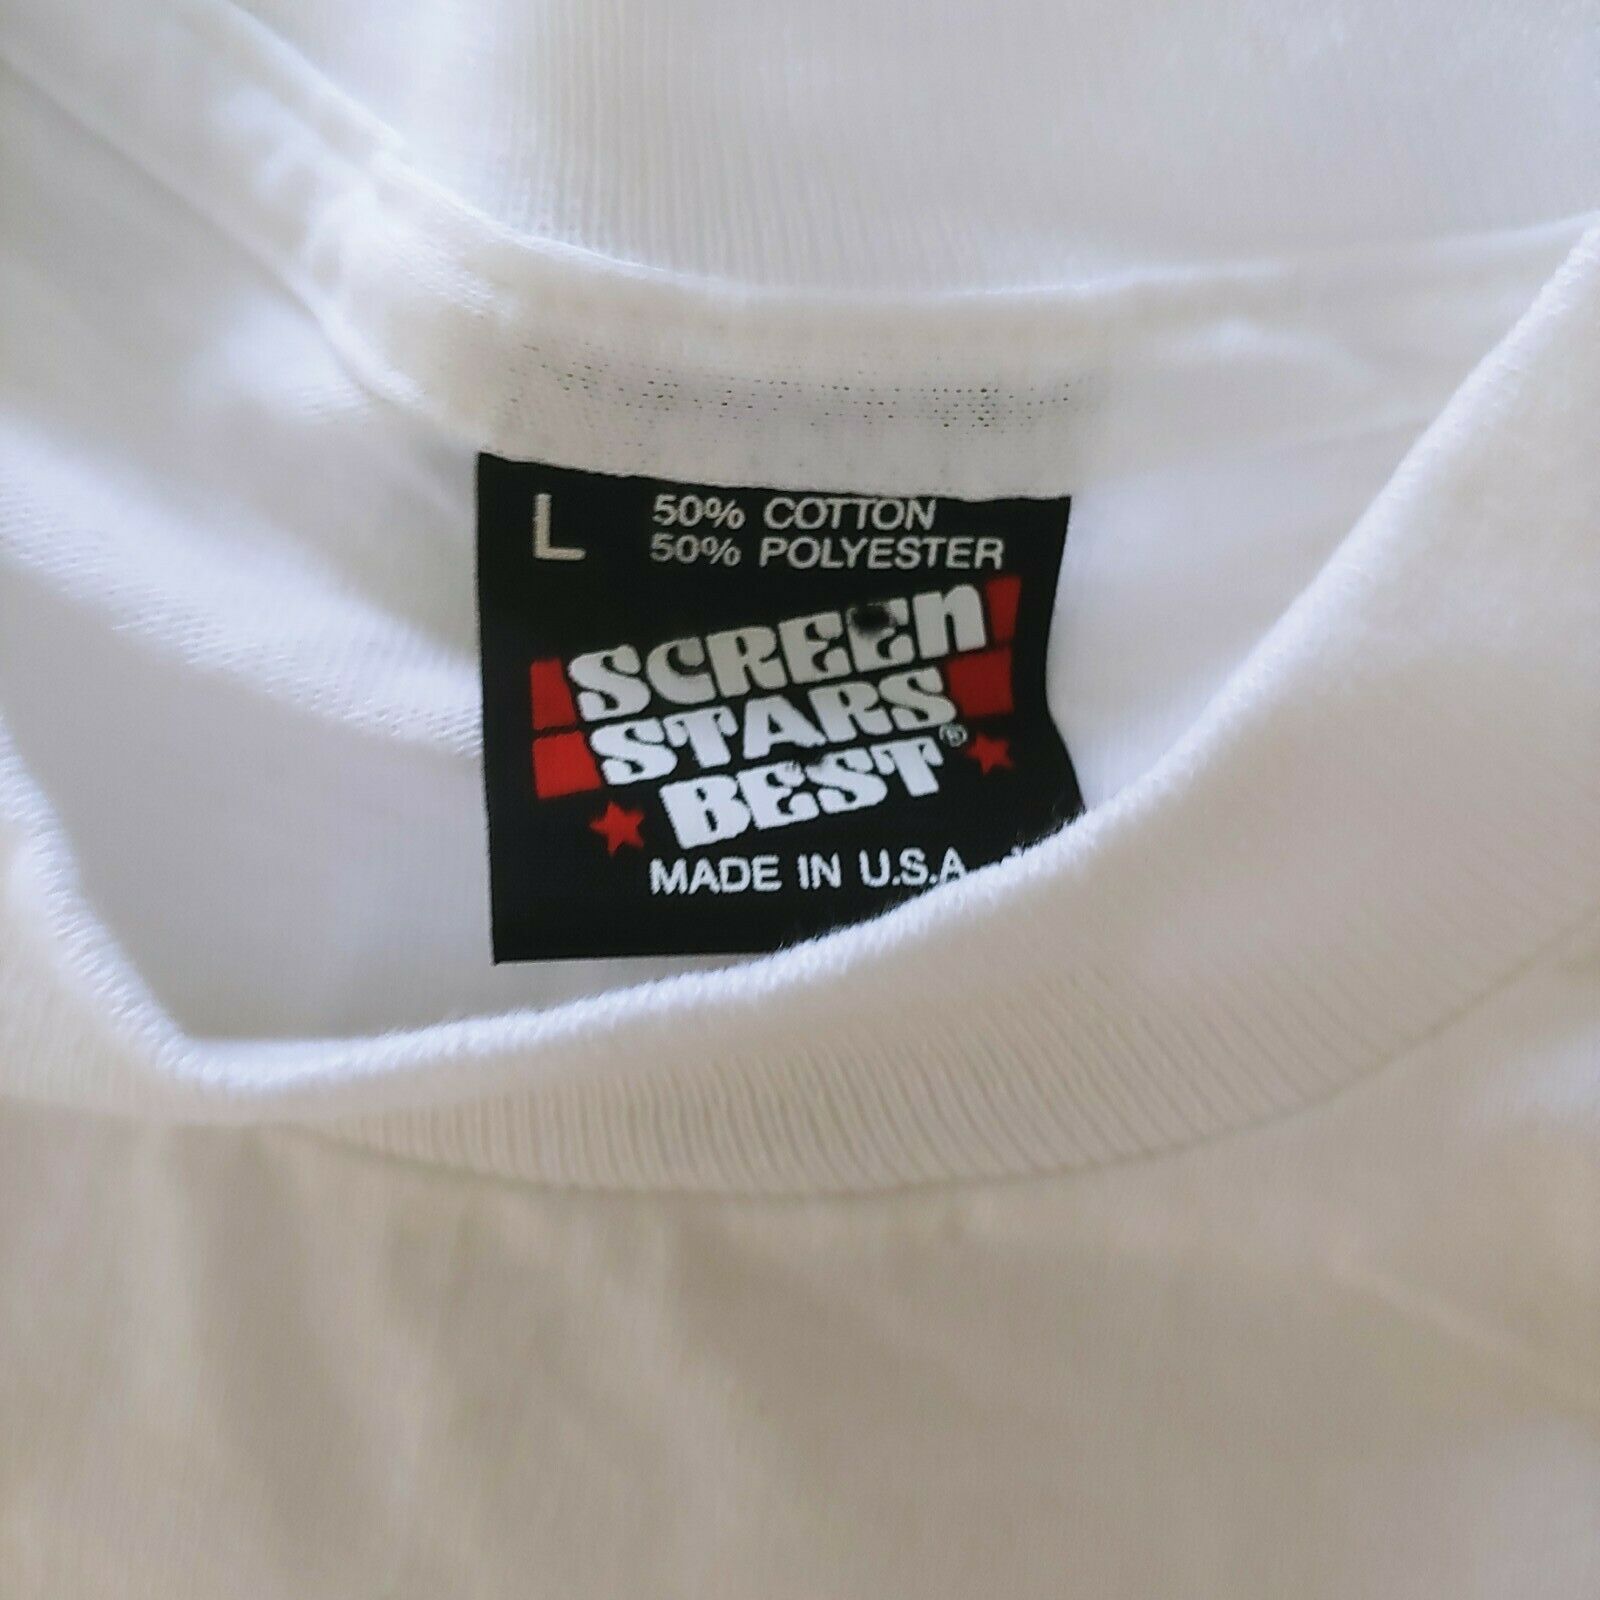 L 50% COTTON
50% POLYESTER
SCREEN
STARS
BEST®
MADE IN U.S.A.